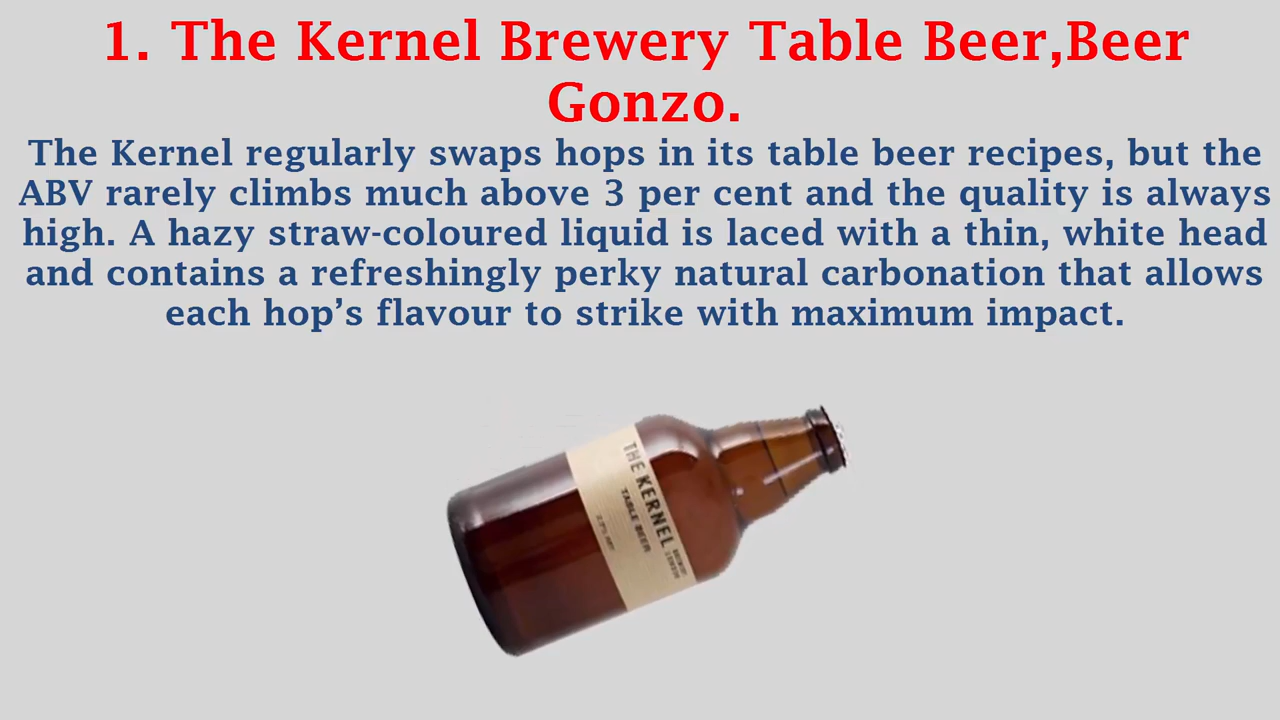 1. The Kernel Brewery Table Beer,Beer
Gonzo.
The Kernel regularly swaps hops in its table beer recipes, but the
ABV rarely climbs much above 3 per cent and the quality is always
high. A hazy straw-coloured liquid is laced with a thin, white head
and contains a refreshingly perky natural carbonation that allows
each hop’s flavour to strike with maximum impact.
THE KERNEL
BREWERY
LONDON
TABLE BEER